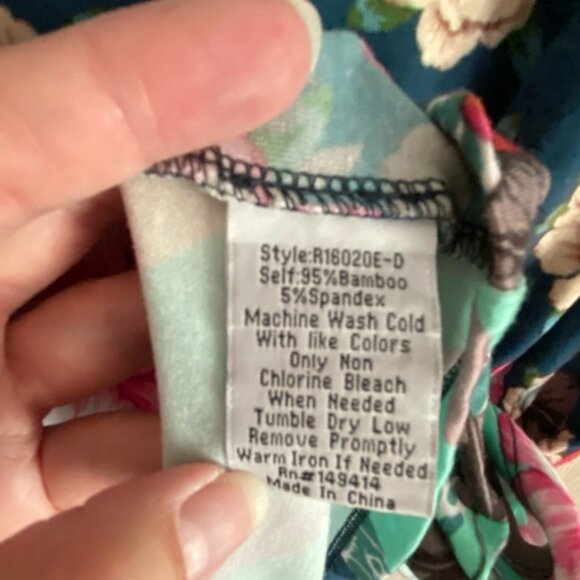 Style:R16020E-D
Self:95%Bamboo
5%Spandex
Machine Wash Cold
With like Colors
Only Non
Chlorine Bleach
When Needed
Tumble Dry Low
Remove Promptly
Warm Iron If Needed
Rn#149414
Made In China